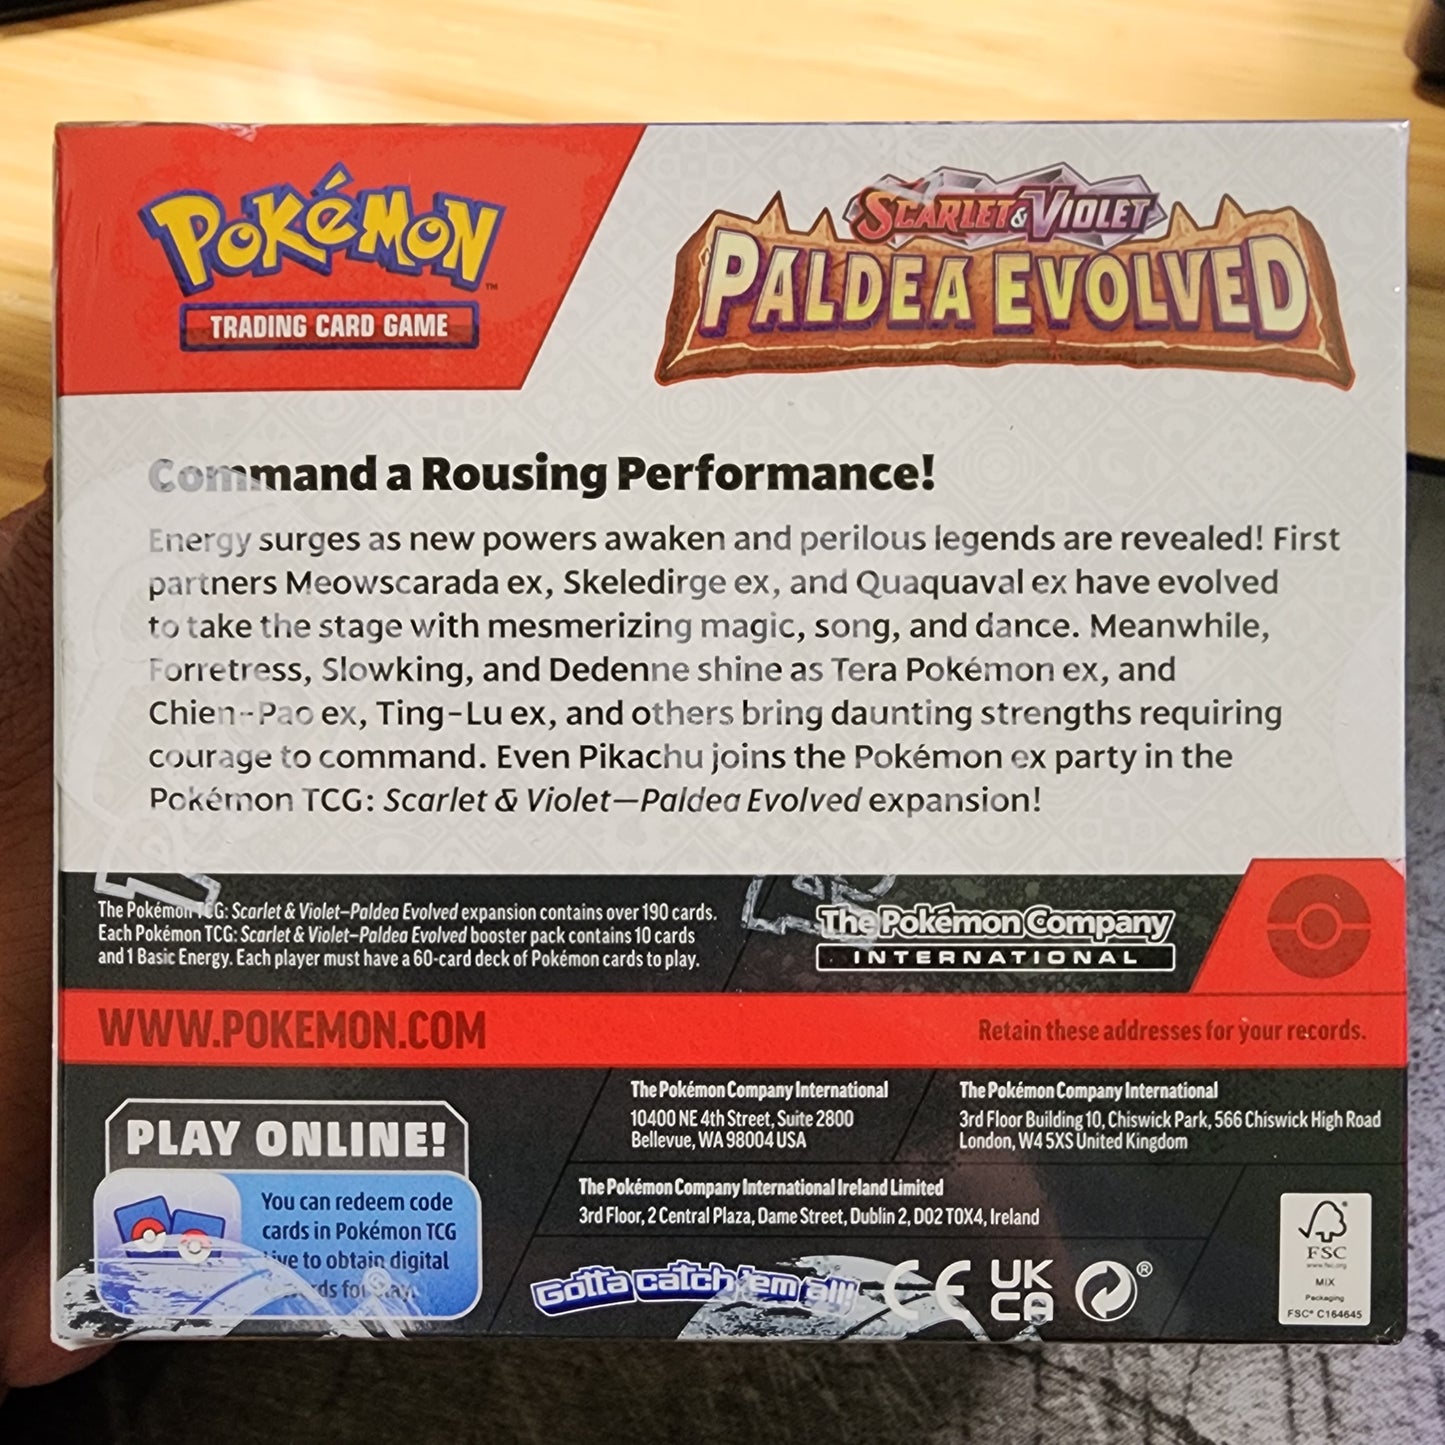 POKéMON™
TRADING CARD GAME
SCARLET & VIOLET
PALDEA EVOLVED
Command a Rousing Performance!
Energy surges as new powers awaken and perilous legends are revealed! First
partners Meowscarada ex, Skeledirge ex, and Quaquaval ex have evolved
to take the stage with mesmerizing magic, song, and dance. Meanwhile,
Forretress, Slowking, and Dedenne shine as Tera Pokémon ex, and
Chien-Pao ex, Ting-Lu ex, and others bring daunting strengths requiring
courage to command. Even Pikachu joins the Pokémon ex party in the
Pokémon TCG: Scarlet & Violet—Paldea Evolved expansion!
The Pokémon TCG: Scarlet & Violet—Paldea Evolved expansion contains over 190 cards.
Each Pokémon TCG: Scarlet & Violet—Paldea Evolved booster pack contains 10 cards
and 1 Basic Energy. Each player must have a 60-card deck of Pokémon cards to play.
The Pokémon Company
INTERNATIONAL
WWW.POKEMON.COM
Retain these addresses for your records.
The Pokémon Company International
10400 NE 4th Street, Suite 2800
Bellevue, WA 98004 USA
The Pokémon Company International
3rd Floor Building 10, Chiswick Park, 566 Chiswick High Road
London, W4 5XS United Kingdom
The Pokémon Company International Ireland Limited
3rd Floor, 2 Central Plaza, Dame Street, Dublin 2, D02 T0X4, Ireland
PLAY ONLINE!
You can redeem code
cards in Pokémon TCG
Live to obtain digital
for
Gotta catch 'em all!
CE
UK
CA
®
FSC®
www.fsc.org
MIX
Packaging
FSC® C164645